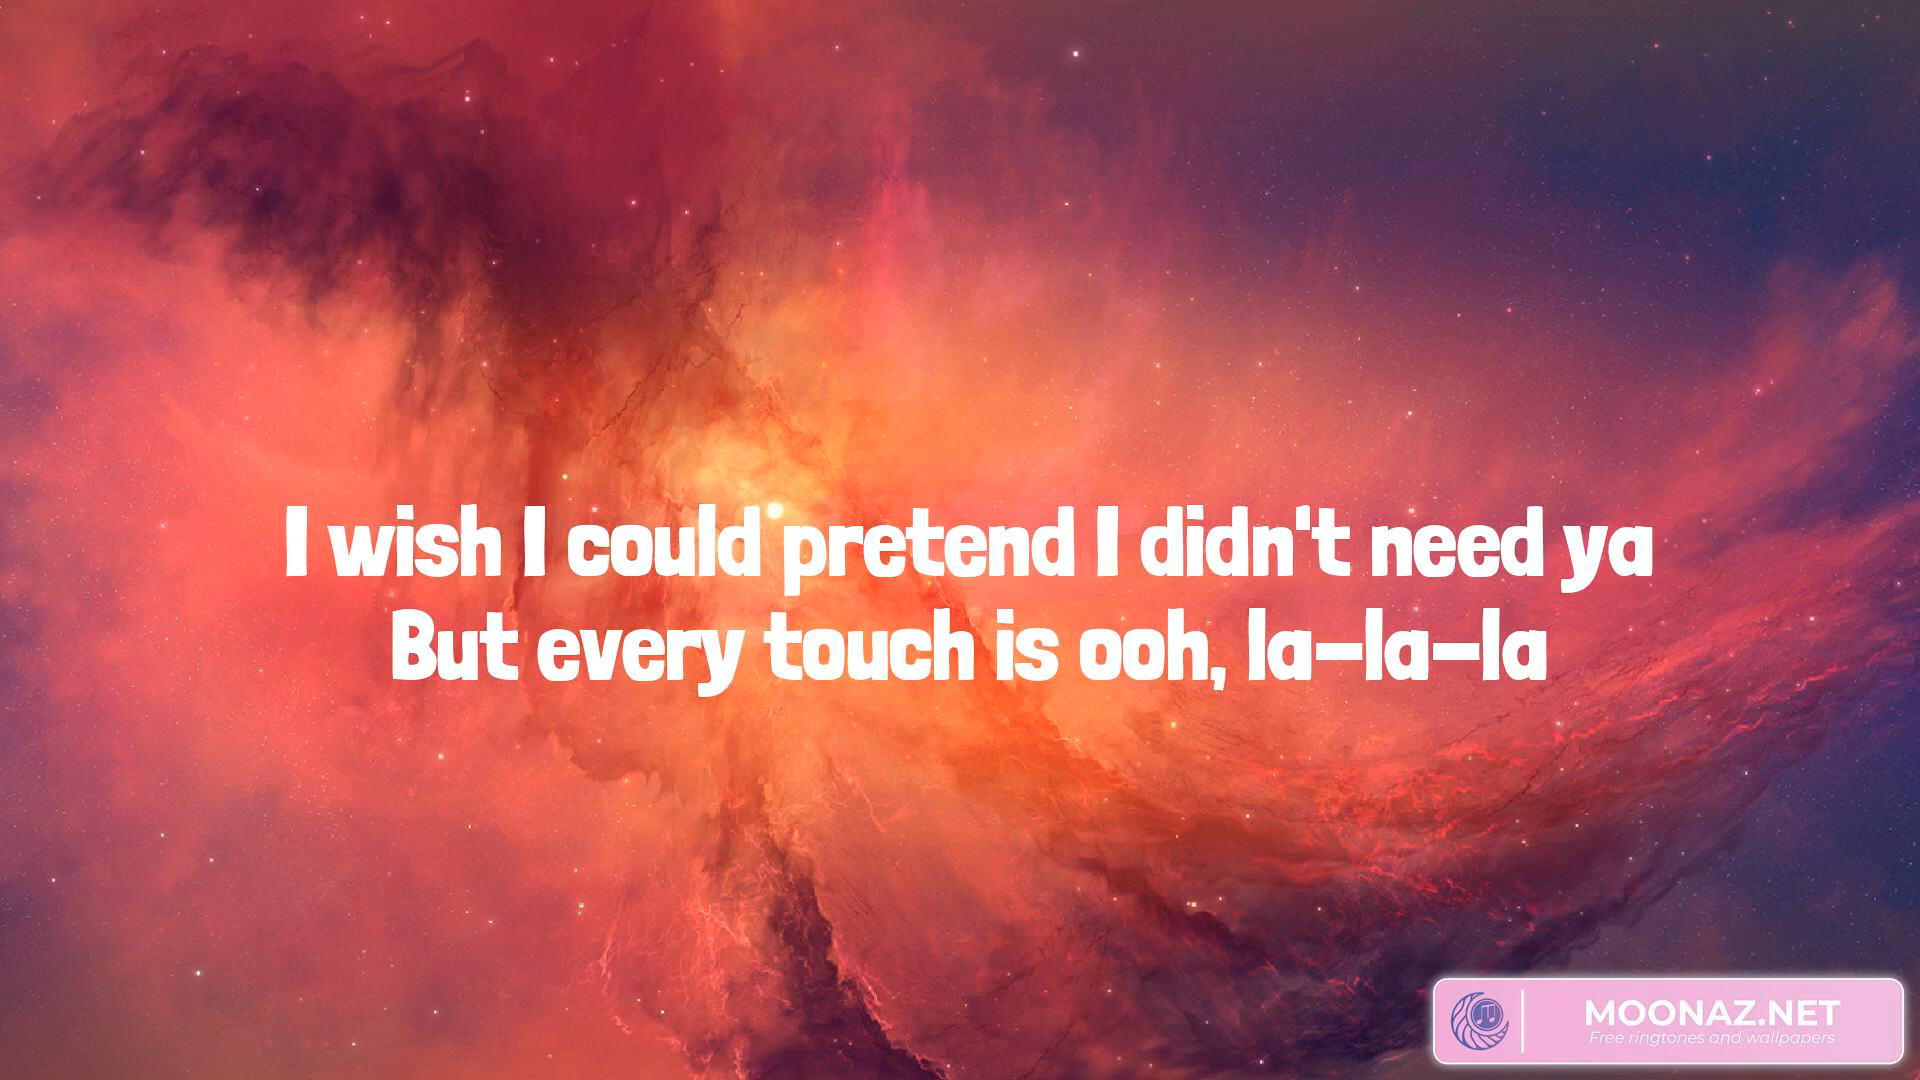 I wish I could pretend I didn't need ya
But every touch is ooh, la-la-la
MOONAZ.NET
Free ringtones and wallpapers